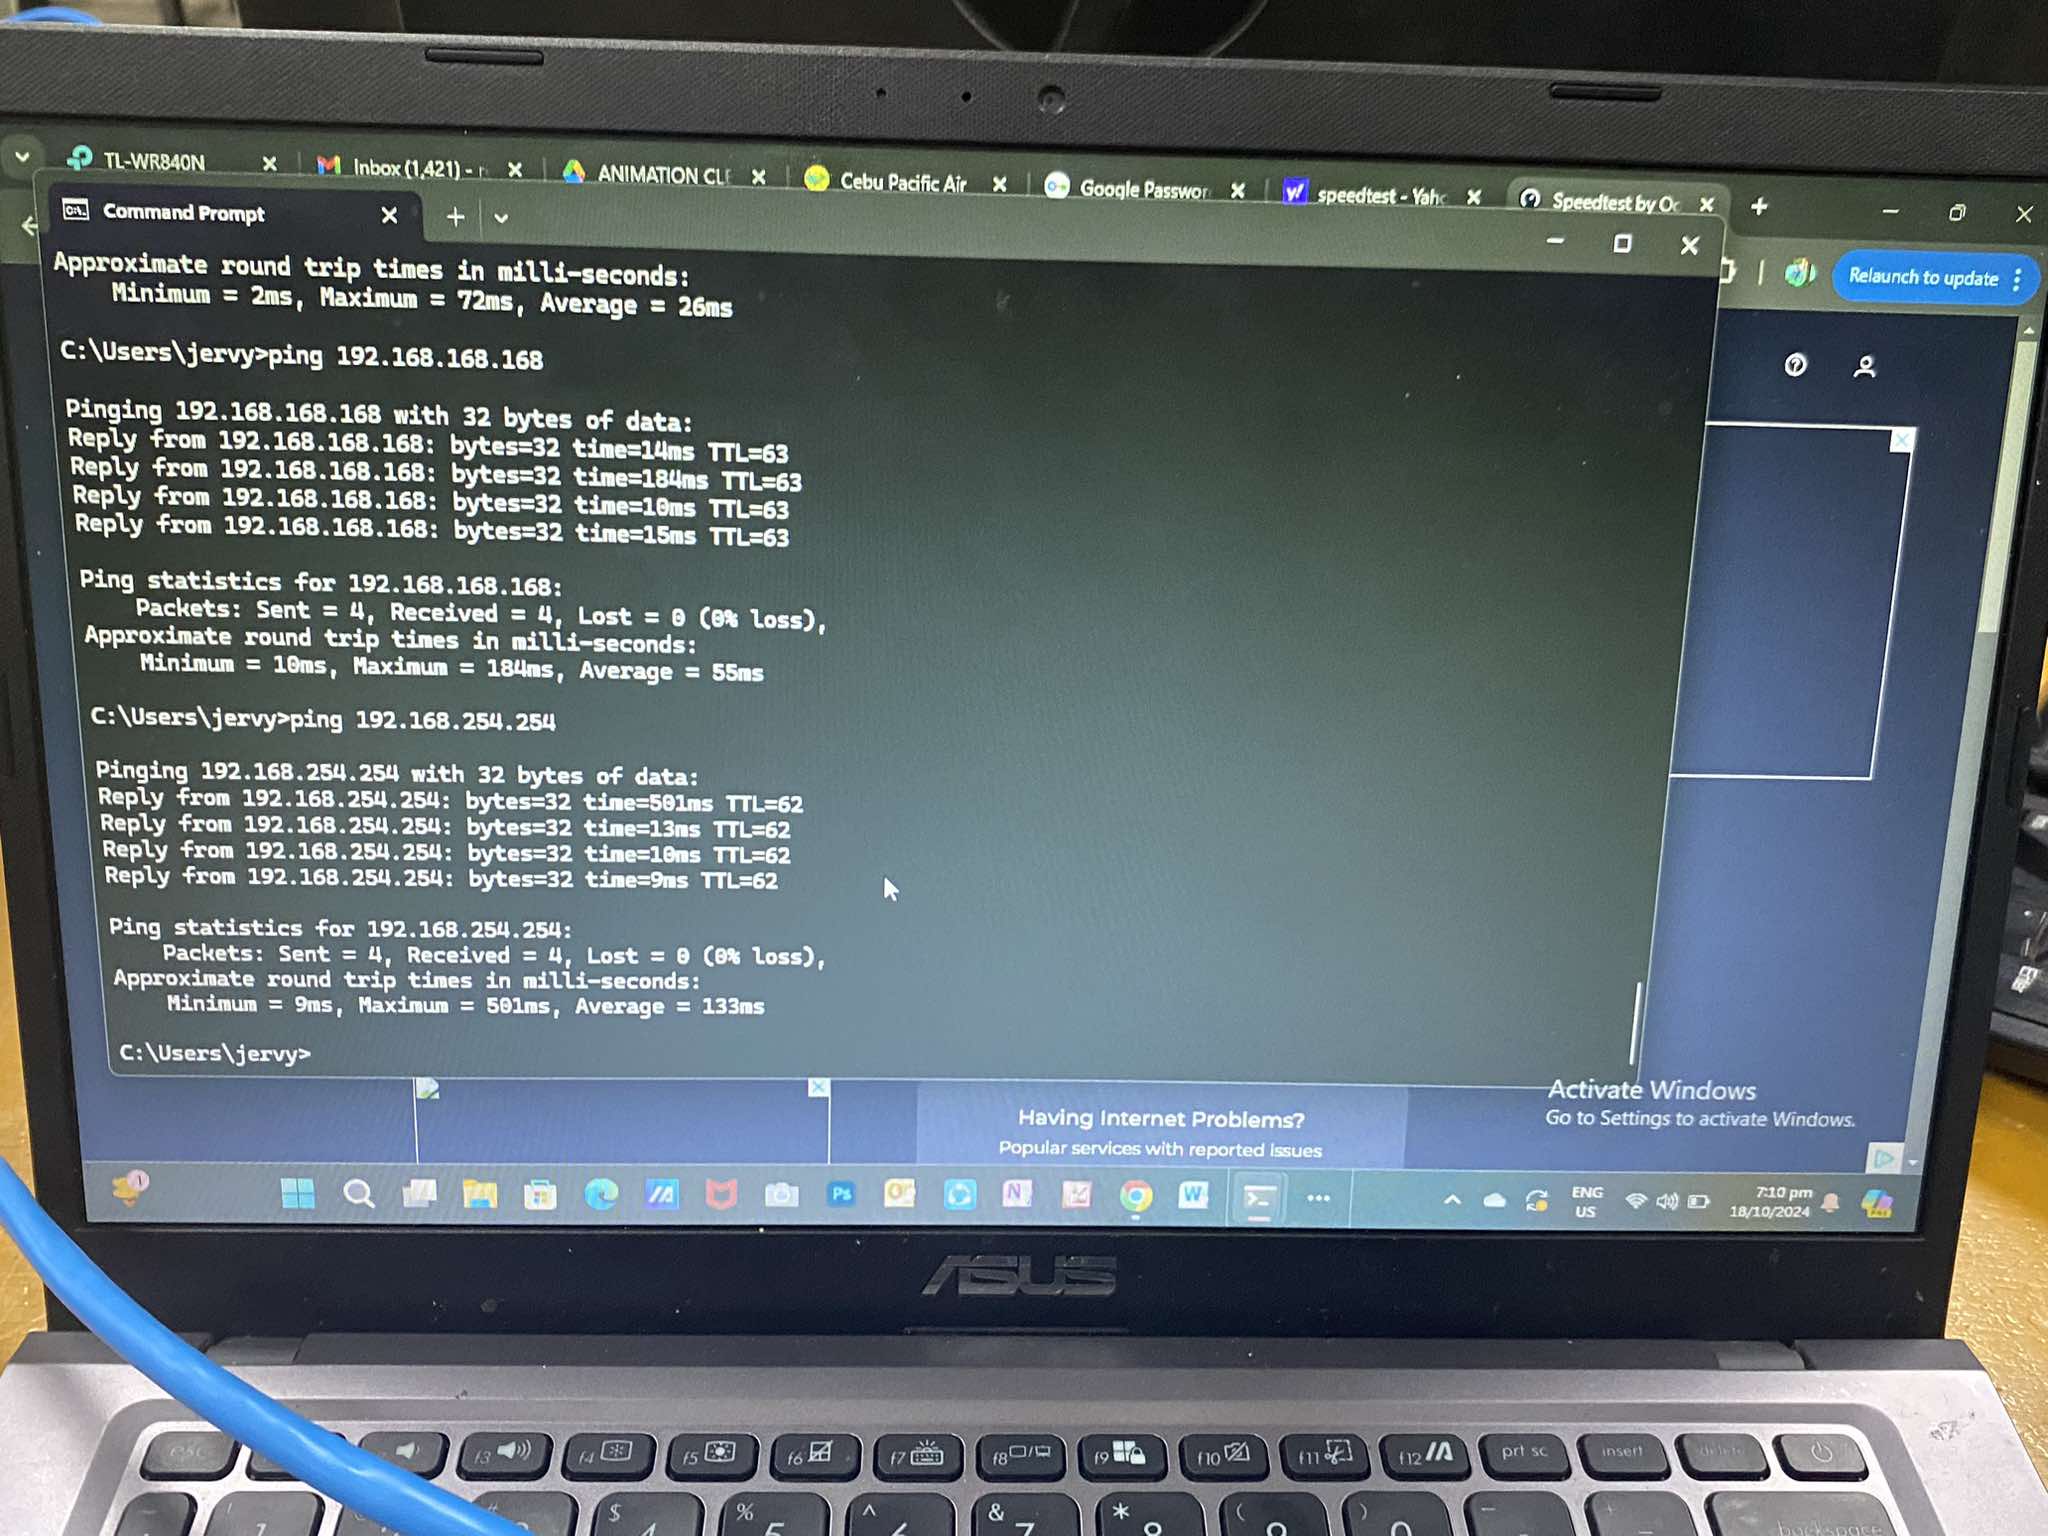 TL-WR840N
Inbox (1,421) -
ANIMATION CLE
Cebu Pacific Air
Google Passwor
speedtest - Yaho
Speedtest by Oo
Command Prompt
Relaunch to update
Approximate round trip times in milli-seconds:
Minimum = 2ms, Maximum = 72ms, Average = 26ms
C:\Users\jervy>ping 192.168.168.168
Pinging 192.168.168.168 with 32 bytes of data:
Reply from 192.168.168.168: bytes=32 time=14ms TTL=63
Reply from 192.168.168.168: bytes=32 time=184ms TTL=63
Reply from 192.168.168.168: bytes=32 time=10ms TTL=63
Reply from 192.168.168.168: bytes=32 time=15ms TTL=63
Ping statistics for 192.168.168.168:
Packets: Sent = 4, Received = 4, Lost = 0 (0% loss),
Approximate round trip times in milli-seconds:
Minimum = 10ms, Maximum = 184ms, Average = 55ms
C:\Users\jervy>ping 192.168.254.254
Pinging 192.168.254.254 with 32 bytes of data:
Reply from 192.168.254.254: bytes=32 time=501ms TTL=62
Reply from 192.168.254.254: bytes=32 time=13ms TTL=62
Reply from 192.168.254.254: bytes=32 time=10ms TTL=62
Reply from 192.168.254.254: bytes=32 time=9ms TTL=62
Ping statistics for 192.168.254.254:
Packets: Sent = 4, Received = 4, Lost = 0 (0% loss),
Approximate round trip times in milli-seconds:
Minimum = 9ms, Maximum = 501ms, Average = 133ms
C:\Users\jervy>
Activate Windows
Go to Settings to activate Windows.
Having Internet Problems?
Popular services with reported issues
ENG
US
7:10 pm
18/10/2024
ASUS
esc
f3
f4
f5
f6
f7
f8
f9
f10
f11
f12
prt sc
insert
delete
$ 4
% 5
^ 6
& 7
* 8
( 9
) 0
backspace